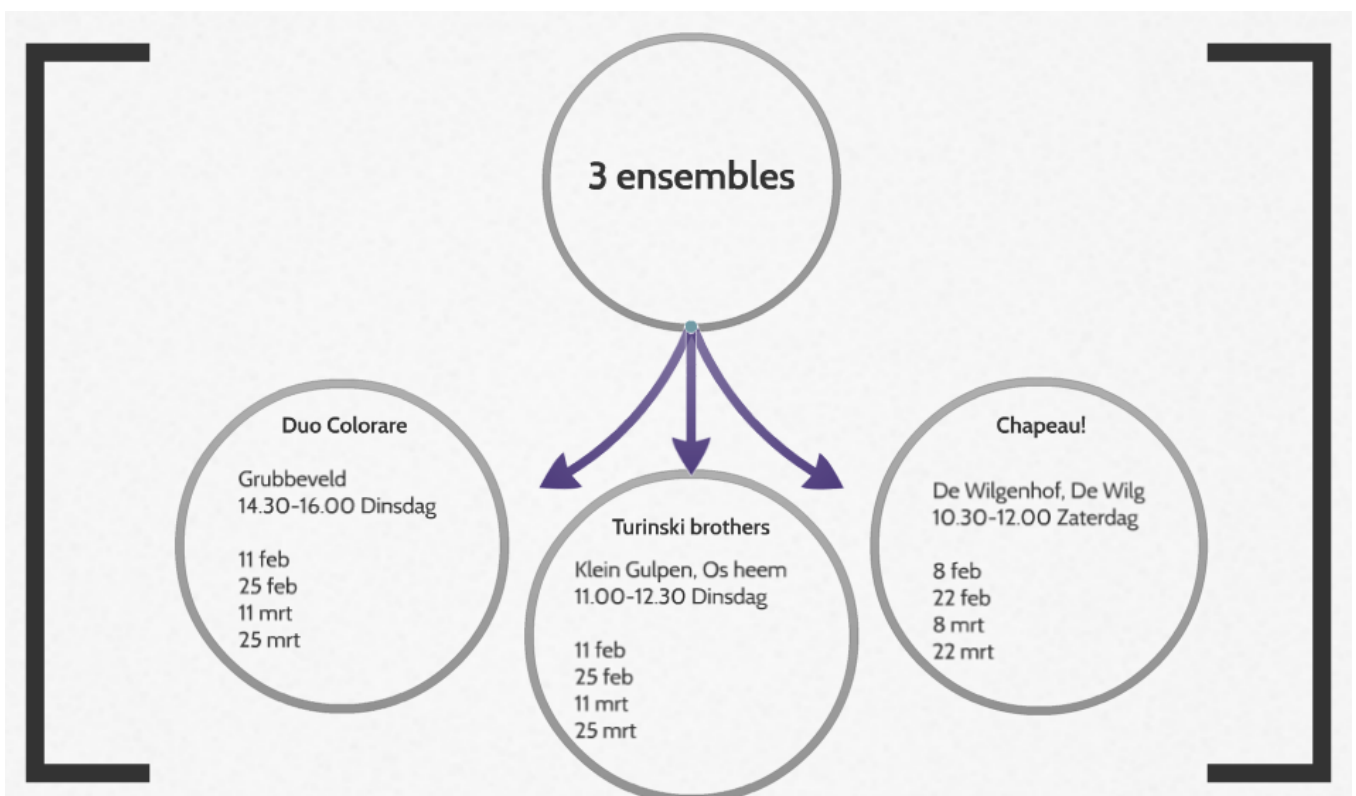 3 ensembles
Duo Colorare
Grubbeveld
14.30-16.00 Dinsdag
11 feb
25 feb
11 mrt
25 mrt
Turinski brothers
Klein Gulpen, Os heem
11.00-12.30 Dinsdag
11 feb
25 feb
11 mrt
25 mrt
Chapeau!
De Wilgenhof, De Wilg
10.30-12.00 Zaterdag
8 feb
22 feb
8 mrt
22 mrt